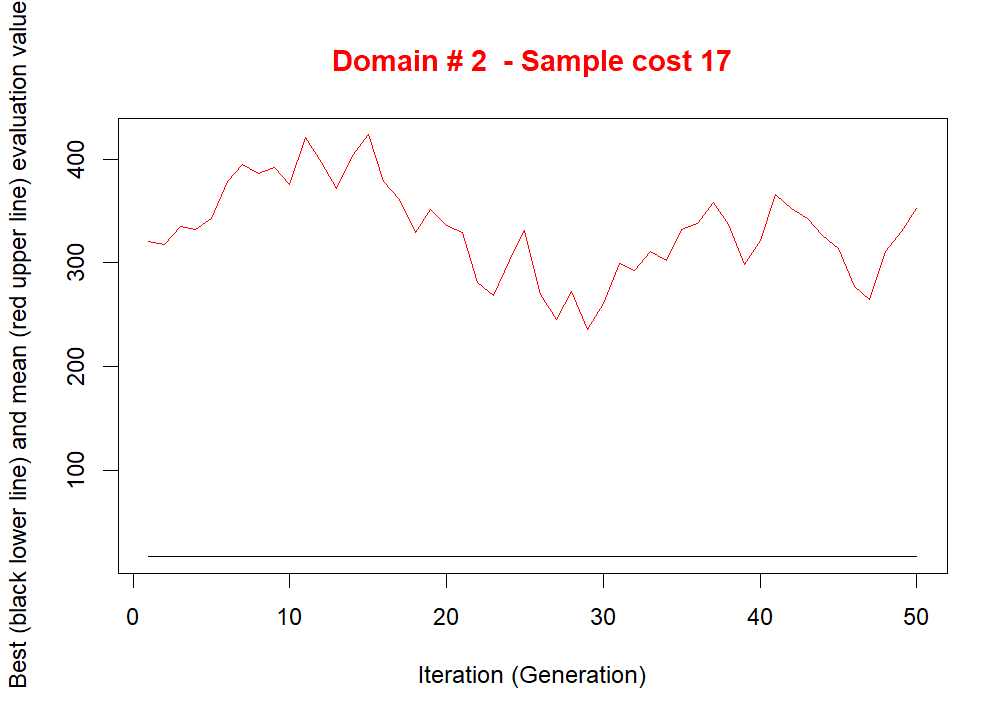 Domain # 2  - Sample cost 17
Best (black lower line) and mean (red upper line) evaluation value
400
300
200
100
0 10 20 30 40 50
Iteration (Generation)